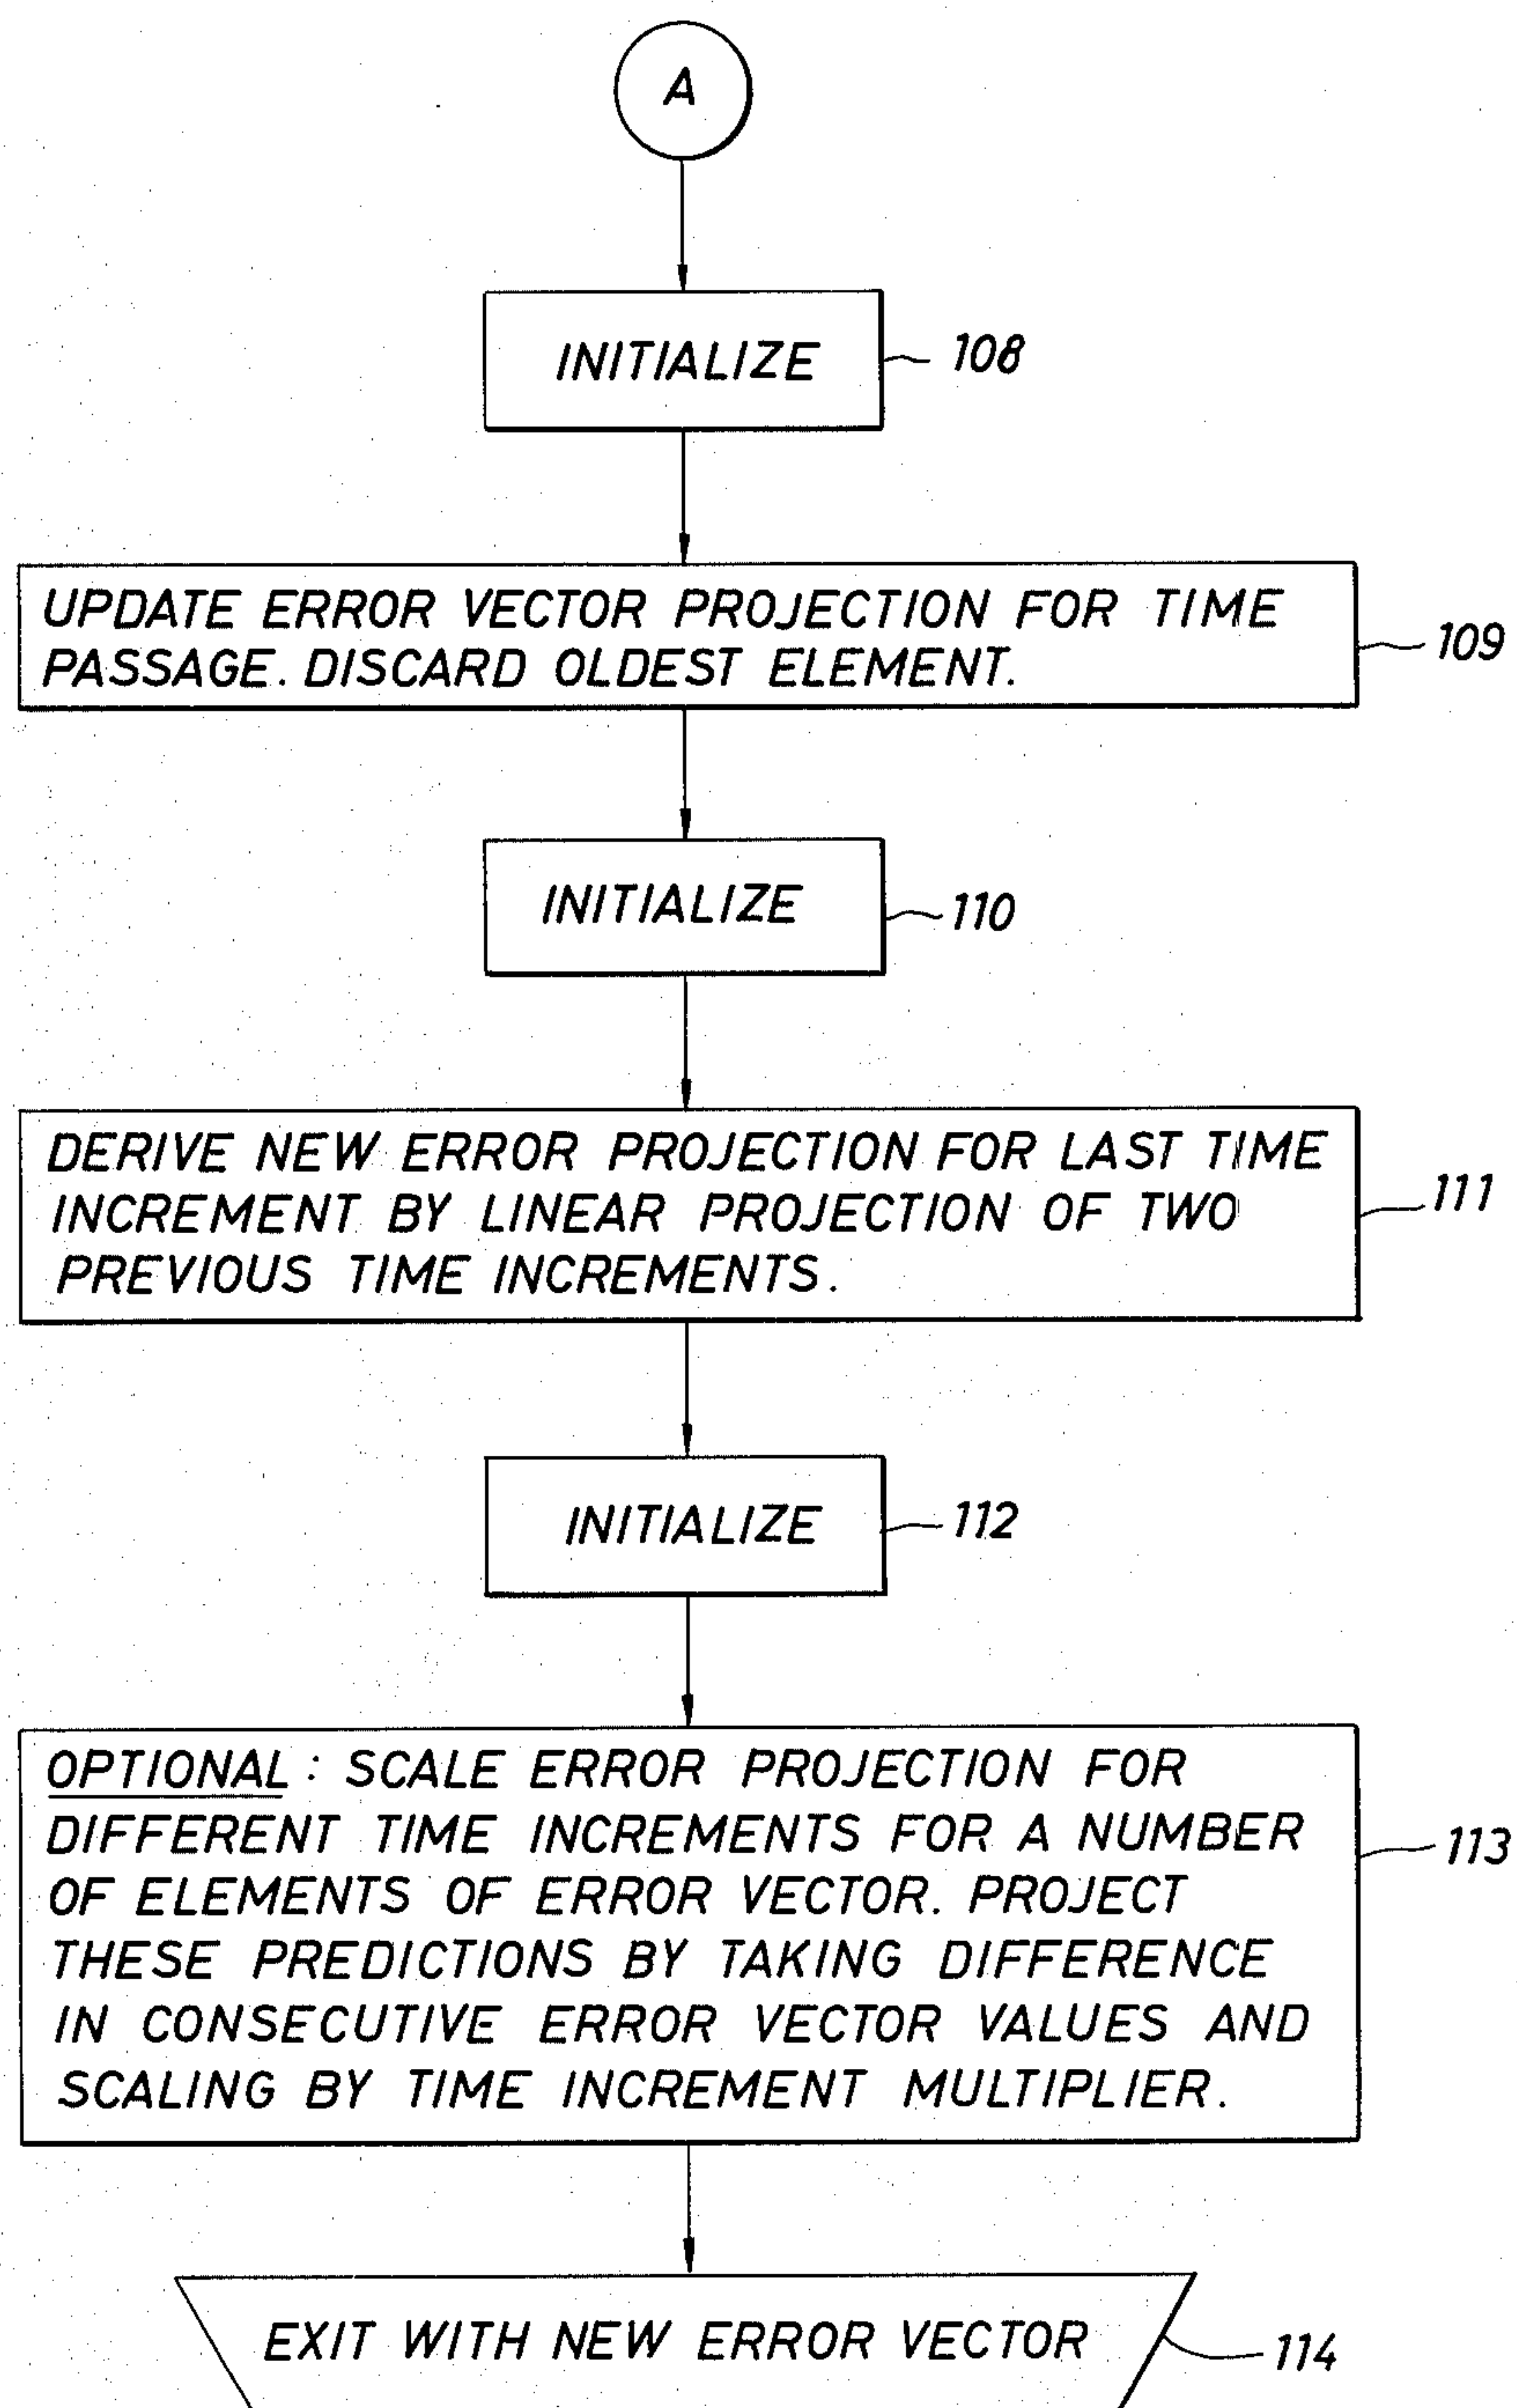 A
INITIALIZE
108
UPDATE ERROR VECTOR PROJECTION FOR TIME
PASSAGE. DISCARD OLDEST ELEMENT.
109
INITIALIZE
110
DERIVE NEW ERROR PROJECTION FOR LAST TIME
INCREMENT BY LINEAR PROJECTION OF TWO
PREVIOUS TIME INCREMENTS.
111
INITIALIZE
112
OPTIONAL: SCALE ERROR PROJECTION FOR
DIFFERENT TIME INCREMENTS FOR A NUMBER
OF ELEMENTS OF ERROR VECTOR. PROJECT
THESE PREDICTIONS BY TAKING DIFFERENCE
IN CONSECUTIVE ERROR VECTOR VALUES AND
SCALING BY TIME INCREMENT MULTIPLIER.
113
EXIT WITH NEW ERROR VECTOR
114